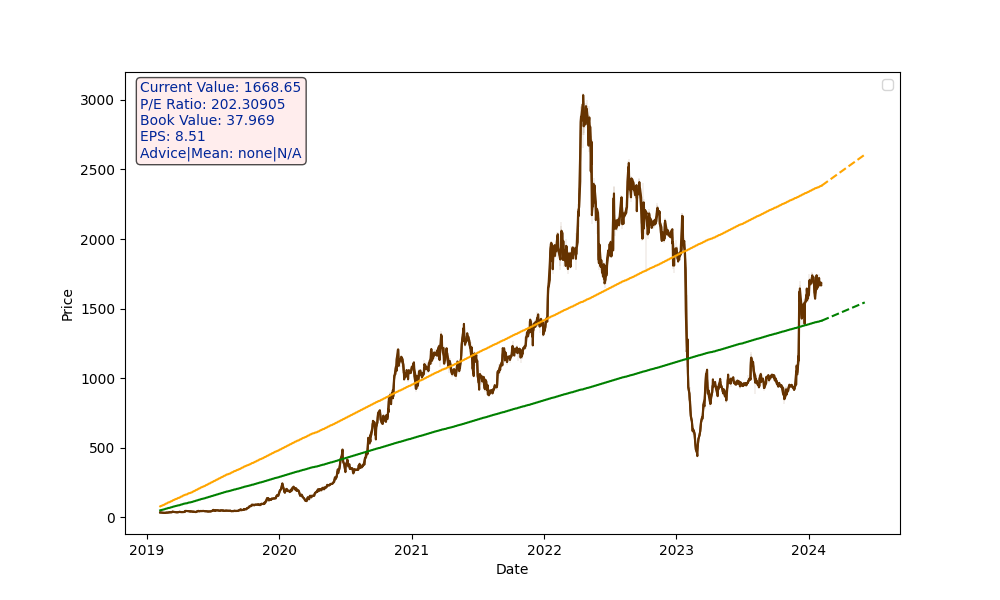 Current Value: 1668.65
P/E Ratio: 202.30905
Book Value: 37.969
EPS: 8.51
Advice|Mean: none|N/A
3000
2500
2000
1500
1000
500
0
Price
2019
2020
2021
2022
2023
2024
Date